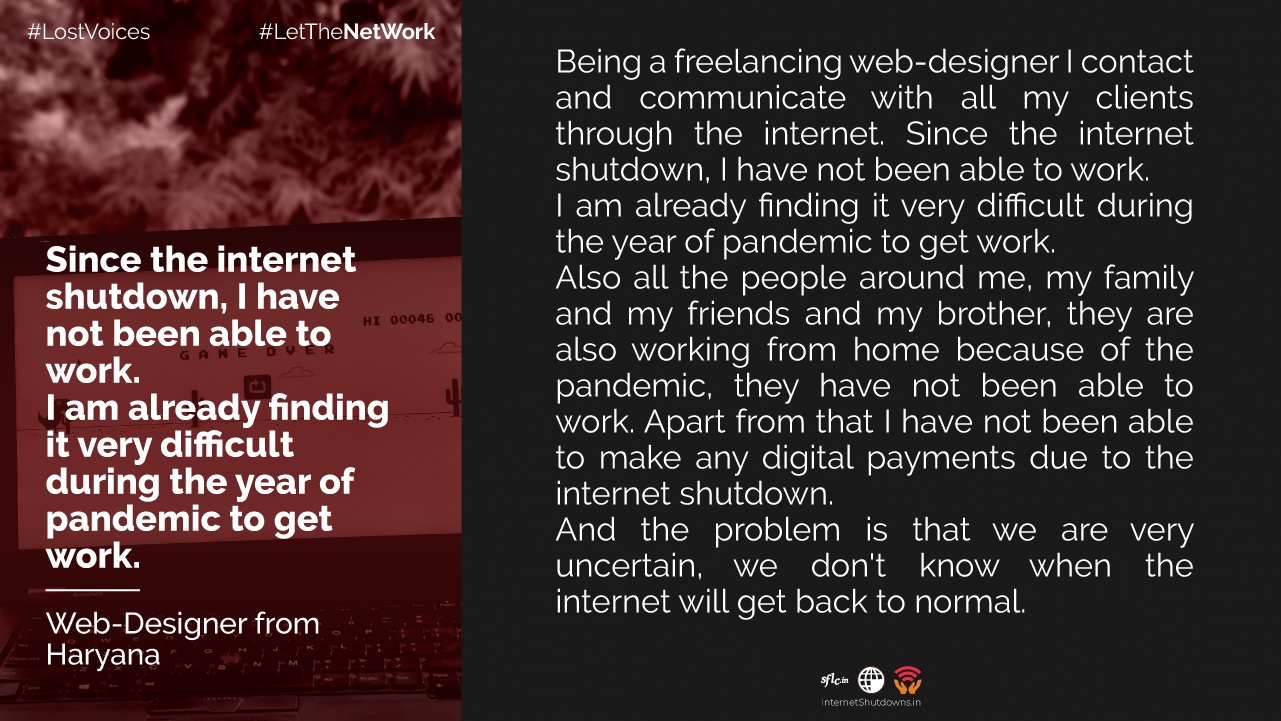 #LostVoices
#LetTheNetWork
HI 00046 00
GAME OVER
Since the internet
shutdown, I have
not been able to
work.
I am already finding
it very difficult
during the year of
pandemic to get
work.
Web-Designer from
Haryana
Being a freelancing web-designer I contact
and communicate with all my clients
through the internet. Since the internet
shutdown, I have not been able to work.
I am already finding it very difficult during
the year of pandemic to get work.
Also all the people around me, my family
and my friends and my brother, they are
also working from home because of the
pandemic, they have not been able to
work. Apart from that I have not been able
to make any digital payments due to the
internet shutdown.
And the problem is that we are very
uncertain, we don't know when the
internet will get back to normal.
sflc.in
InternetShutdowns.in